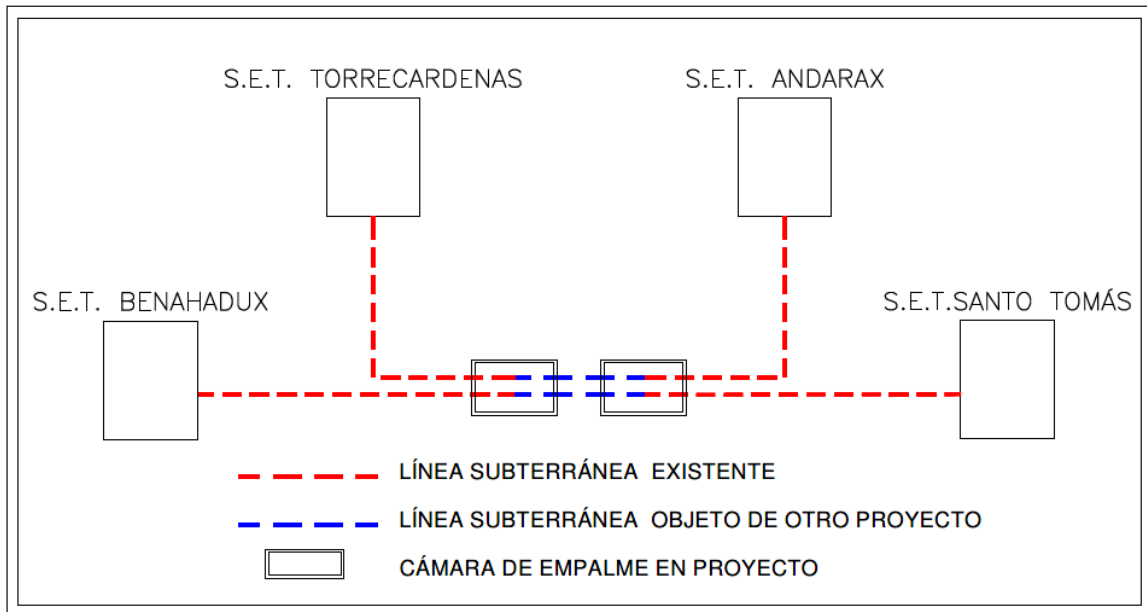 S.E.T. TORRECARDENAS
S.E.T. ANDARAX
S.E.T. BENAHADUX
S.E.T.SANTO TOMÁS
LÍNEA SUBTERRÁNEA EXISTENTE
LÍNEA SUBTERRÁNEA OBJETO DE OTRO PROYECTO
CÁMARA DE EMPALME EN PROYECTO